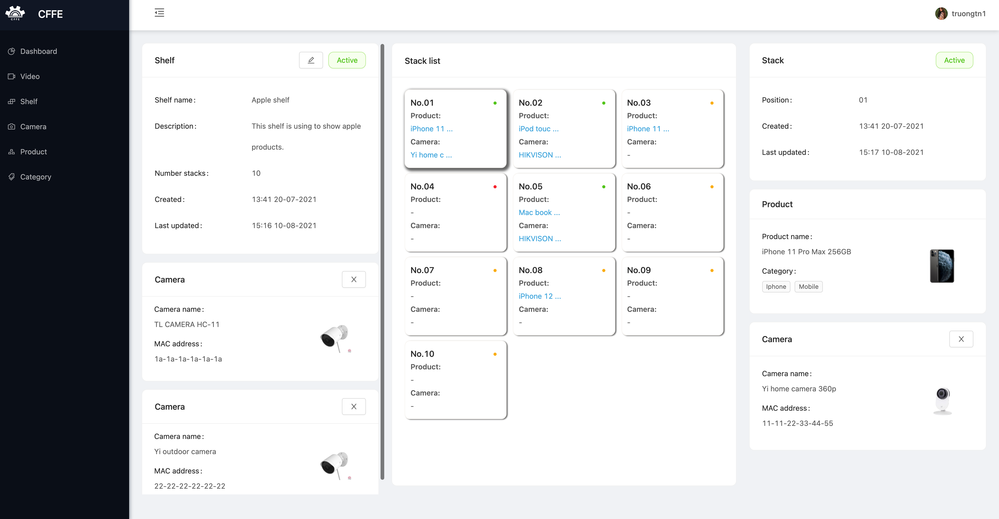 CFFE
CFFE
truongtn1
Dashboard
Video
Shelf
Camera
Product
Category
Shelf
Active
Shelf name:
Apple shelf
Description:
This shelf is using to show apple
products.
Number stacks:
10
Created:
13:41 20-07-2021
Last updated:
15:16 10-08-2021
Camera
X
Camera name:
TL CAMERA HC-11
MAC address:
1a-1a-1a-1a-1a-1a
Camera
X
Camera name:
Yi outdoor camera
MAC address:
22-22-22-22-22-22
Stack list
No.01
Product:
iPhone 11 ...
Camera:
Yi home c ...
No.02
Product:
iPod touc ...
Camera:
HIKVISON ...
No.03
Product:
iPhone 11 ...
Camera:
-
No.04
Product:
-
Camera:
-
No.05
Product:
Mac book ...
Camera:
HIKVISON ...
No.06
Product:
-
Camera:
-
No.07
Product:
-
Camera:
-
No.08
Product:
iPhone 12 ...
Camera:
-
No.09
Product:
-
Camera:
-
No.10
Product:
-
Camera:
-
Stack
Active
Position:
01
Created:
13:41 20-07-2021
Last updated:
15:17 10-08-2021
Product
Product name:
iPhone 11 Pro Max 256GB
Category:
Iphone
Mobile
Camera
X
Camera name:
Yi home camera 360p
MAC address:
11-11-22-33-44-55